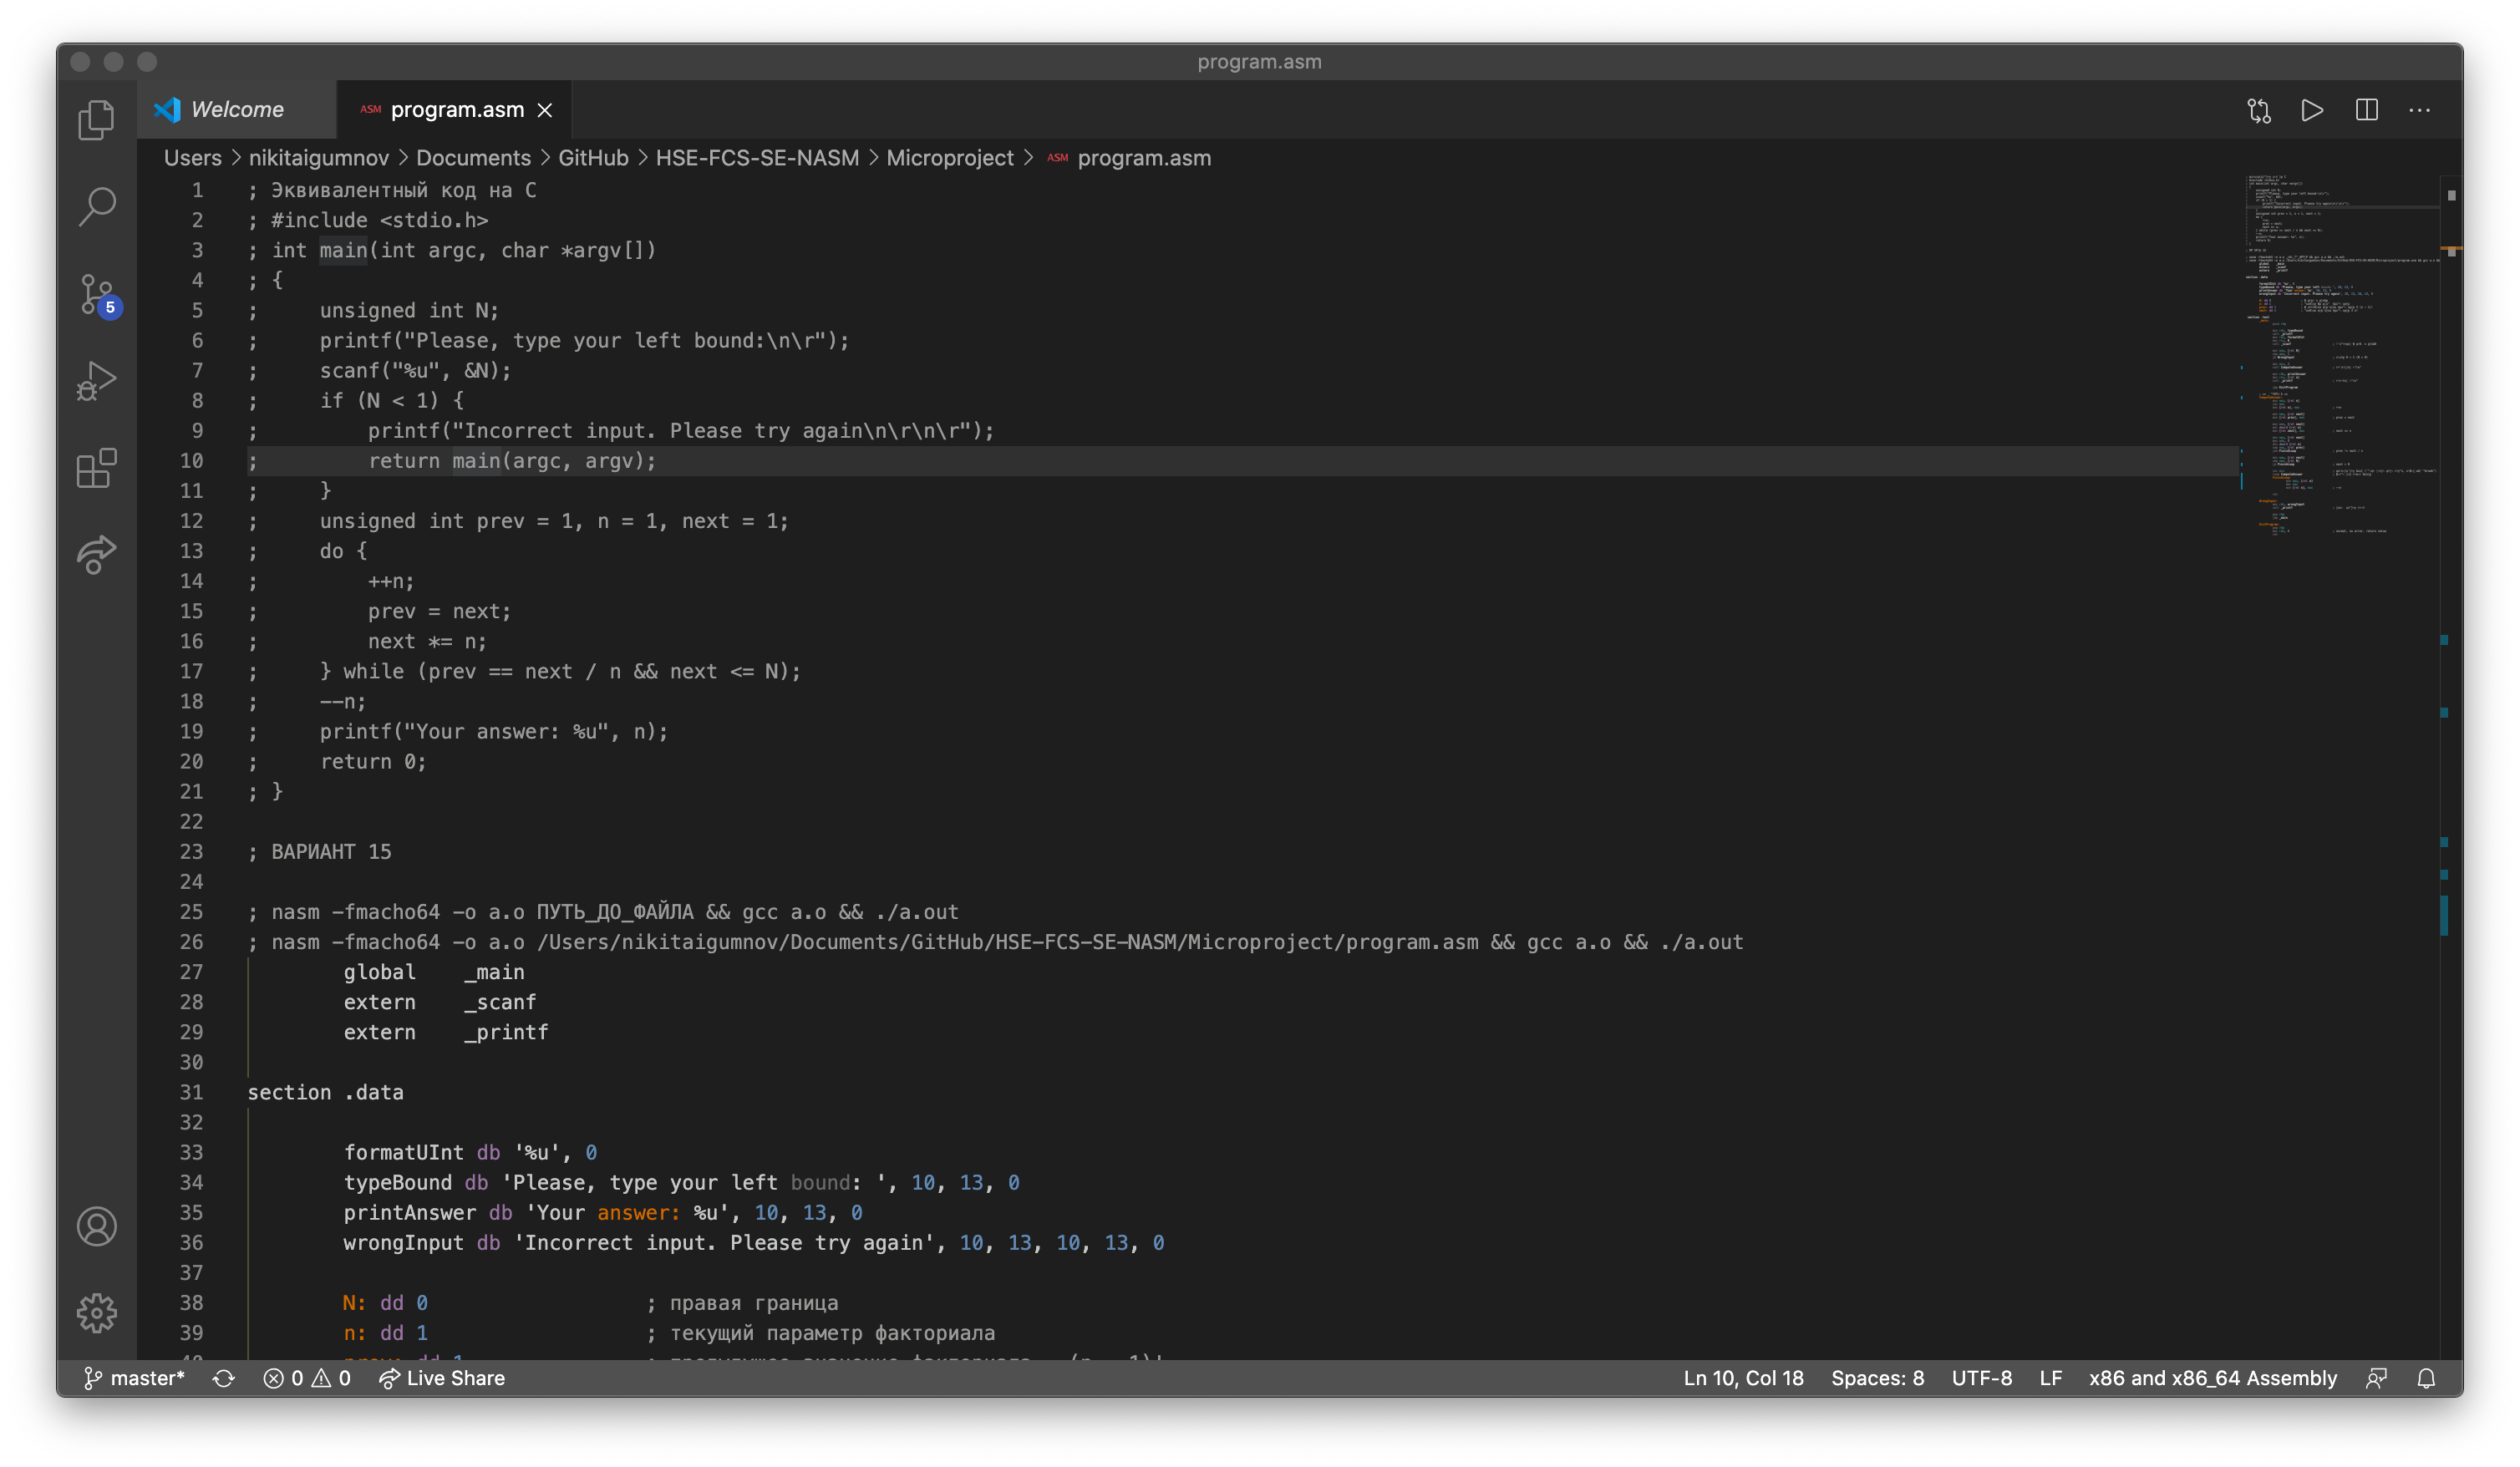 program.asm
Welcome
ASM program.asm
Users > nikitaigumnov > Documents > GitHub > HSE-FCS-SE-NASM > Microproject > ASM program.asm
1 ; Эквивалентный код на C
2 ; #include <stdio.h>
3 ; int main(int argc, char *argv[])
4 ; {
5 ;     unsigned int N;
6 ;     printf("Please, type your left bound:\n\r");
7 ;     scanf("%u", &N);
8 ;     if (N < 1) {
9 ;         printf("Incorrect input. Please try again\n\r\n\r");
10 ;         return main(argc, argv);
11 ;     }
12 ;     unsigned int prev = 1, n = 1, next = 1;
13 ;     do {
14 ;         ++n;
15 ;         prev = next;
16 ;         next *= n;
17 ;     } while (prev == next / n && next <= N);
18 ;     --n;
19 ;     printf("Your answer: %u", n);
20 ;     return 0;
21 ; }
22
23 ; ВАРИАНТ 15
24
25 ; nasm -fmacho64 -o a.o ПУТЬ_ДО_ФАЙЛА && gcc a.o && ./a.out
26 ; nasm -fmacho64 -o a.o /Users/nikitaigumnov/Documents/GitHub/HSE-FCS-SE-NASM/Microproject/program.asm && gcc a.o && ./a.out
27         global    _main
28         extern    _scanf
29         extern    _printf
30
31 section .data
32
33         formatUInt db '%u', 0
34         typeBound db 'Please, type your left bound: ', 10, 13, 0
35         printAnswer db 'Your answer: %u', 10, 13, 0
36         wrongInput db 'Incorrect input. Please try again', 10, 13, 10, 13, 0
37
38         N: dd 0                  ; правая граница
39         n: dd 1                  ; текущий параметр факториала
5
master* 0 0 Live Share
Ln 10, Col 18 Spaces: 8 UTF-8 LF x86 and x86_64 Assembly